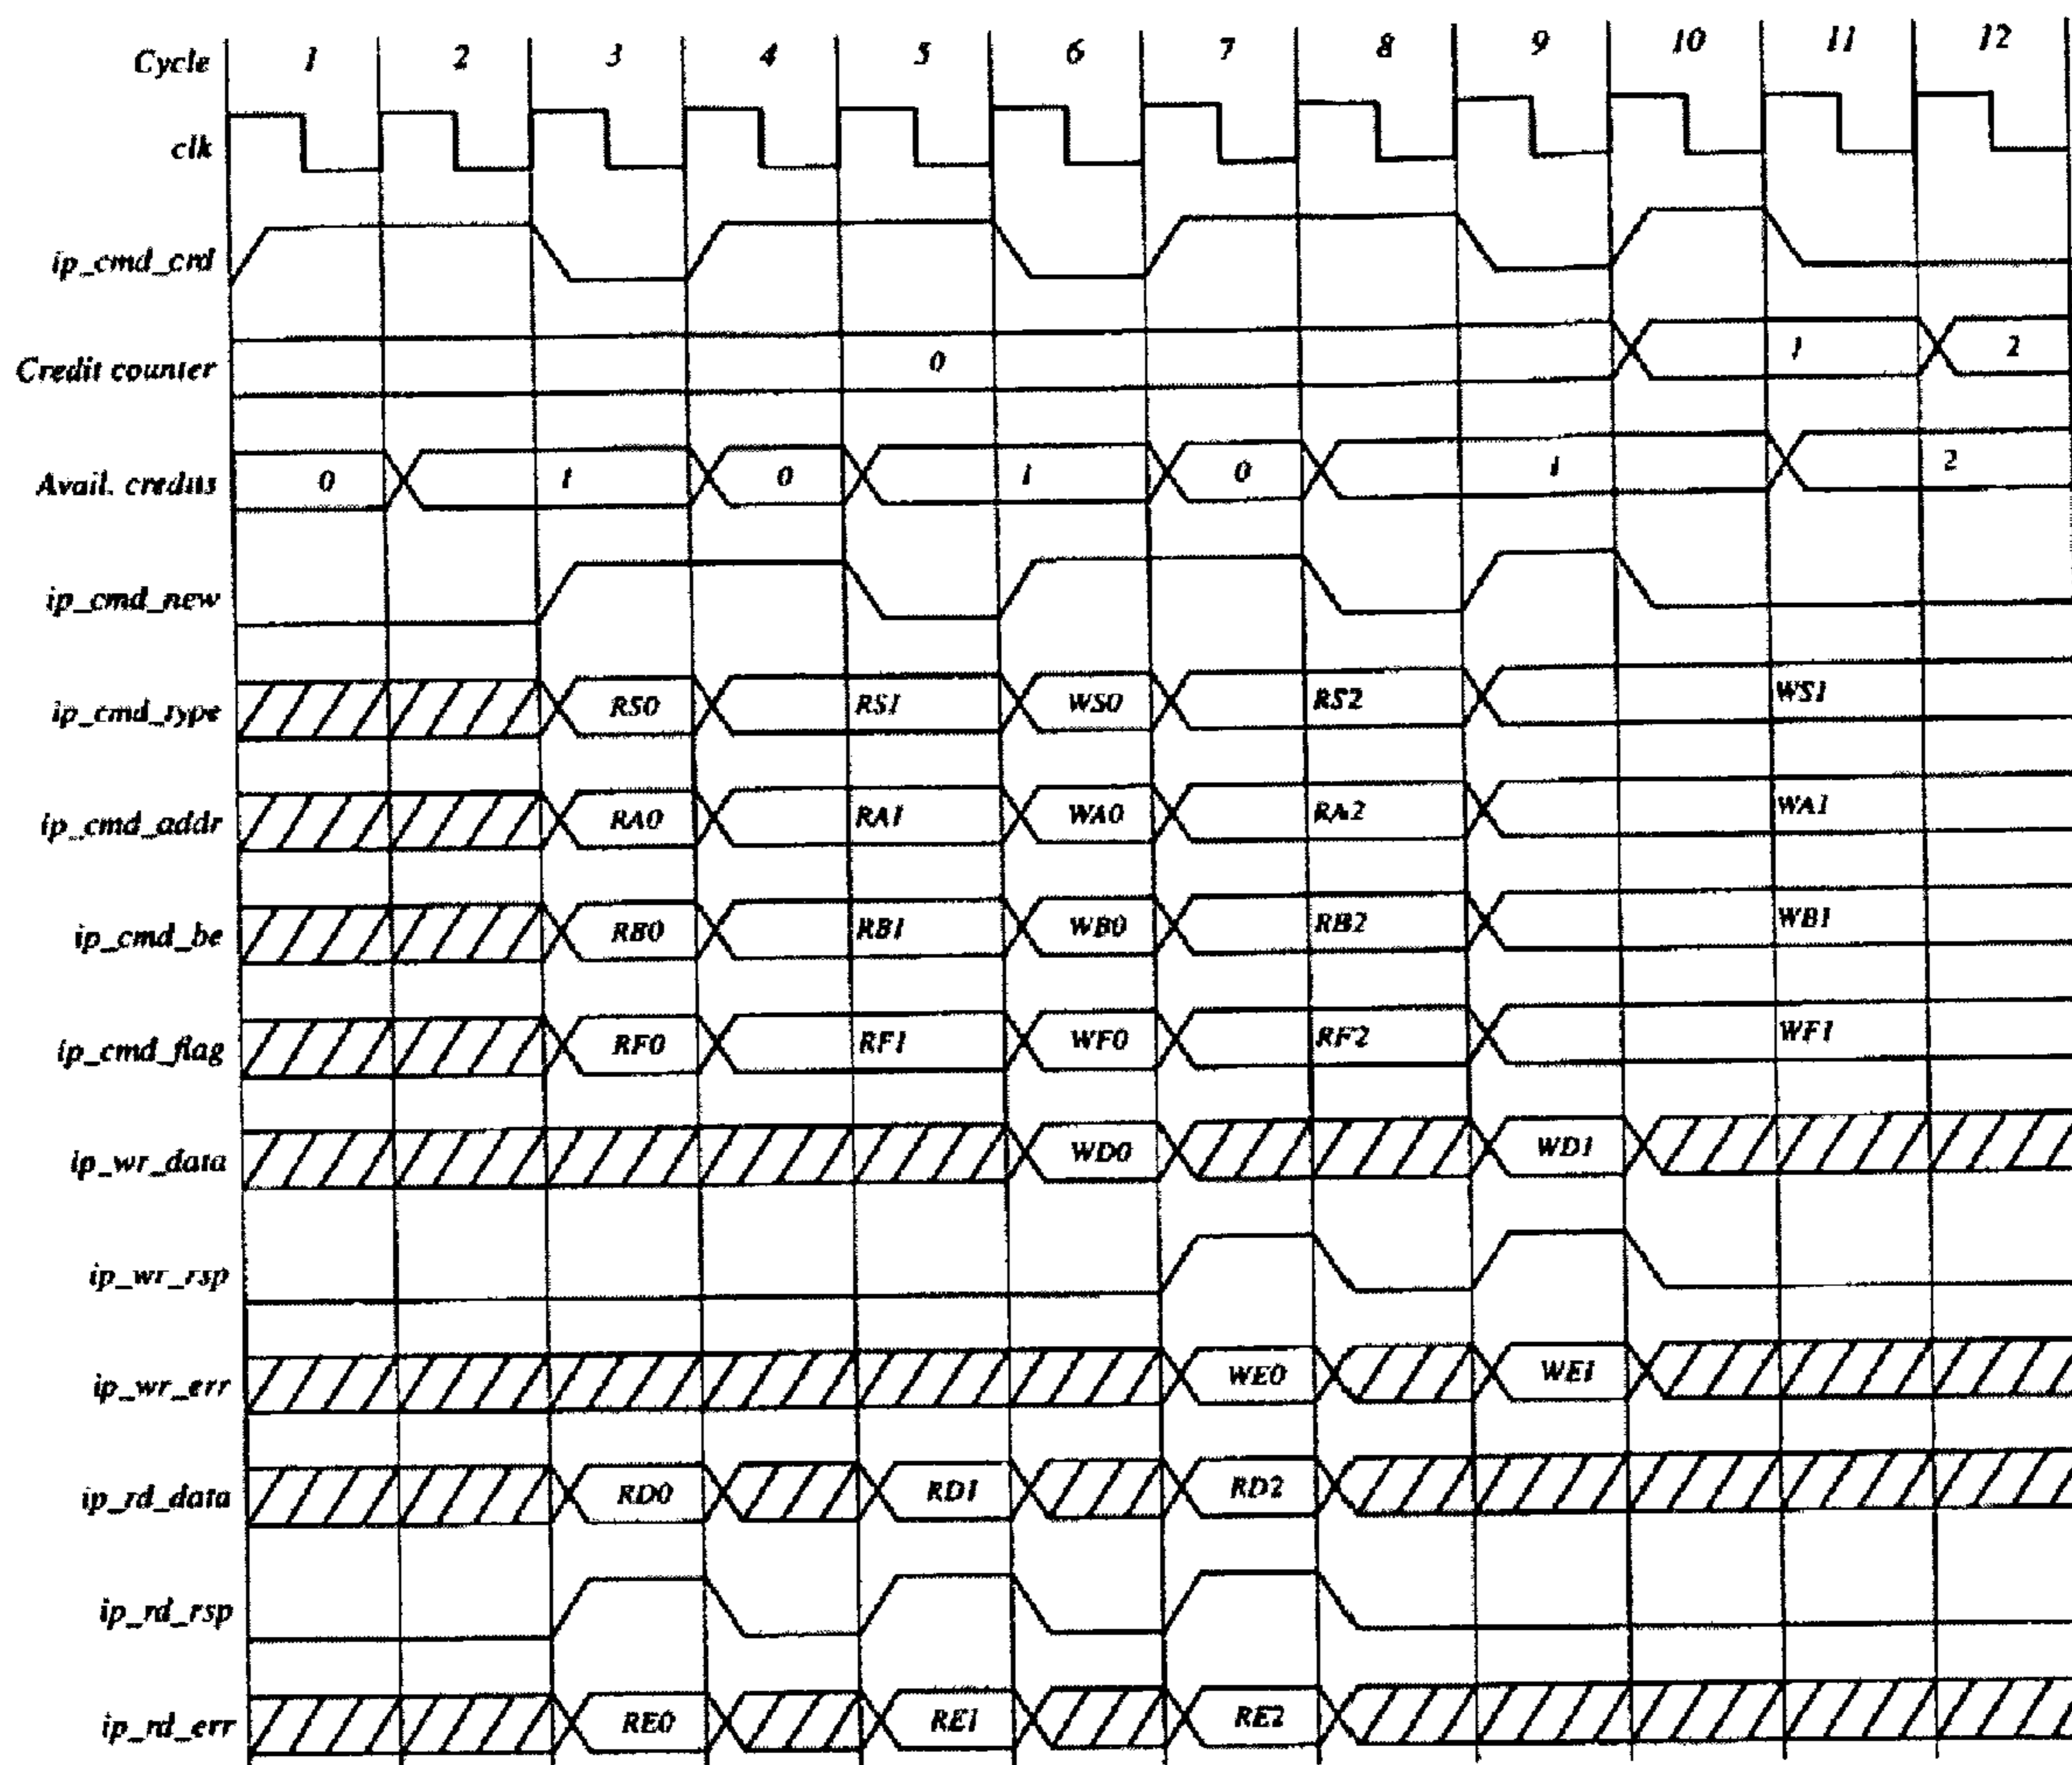 Cycle 1 2 3 4 5 6 7 8 9 10 11 12
clk
ip_cmd_crd
Credit counter 0 1 2
Avail. credits 0 1 0 1 0 1 2
ip_cmd_new
ip_cmd_type RS0 RS1 WS0 RS2 WS1
ip_cmd_addr RA0 RA1 WA0 RA2 WA1
ip_cmd_be RB0 RB1 WB0 RB2 WB1
ip_cmd_flag RF0 RF1 WF0 RF2 WF1
ip_wr_data WD0 WD1
ip_wr_rsp
ip_wr_err WE0 WE1
ip_rd_data RD0 RD1 RD2
ip_rd_rsp
ip_rd_err RE0 RE1 RE2